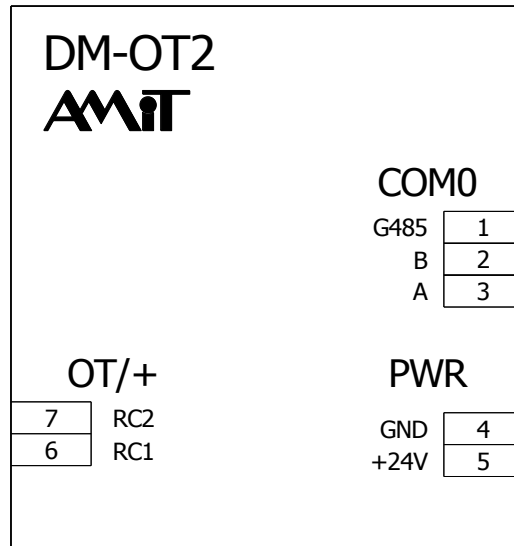 DM-OT2
AMiT
COM0
G485 1
B 2
A 3
OT/+
7 RC2
6 RC1
PWR
GND 4
+24V 5